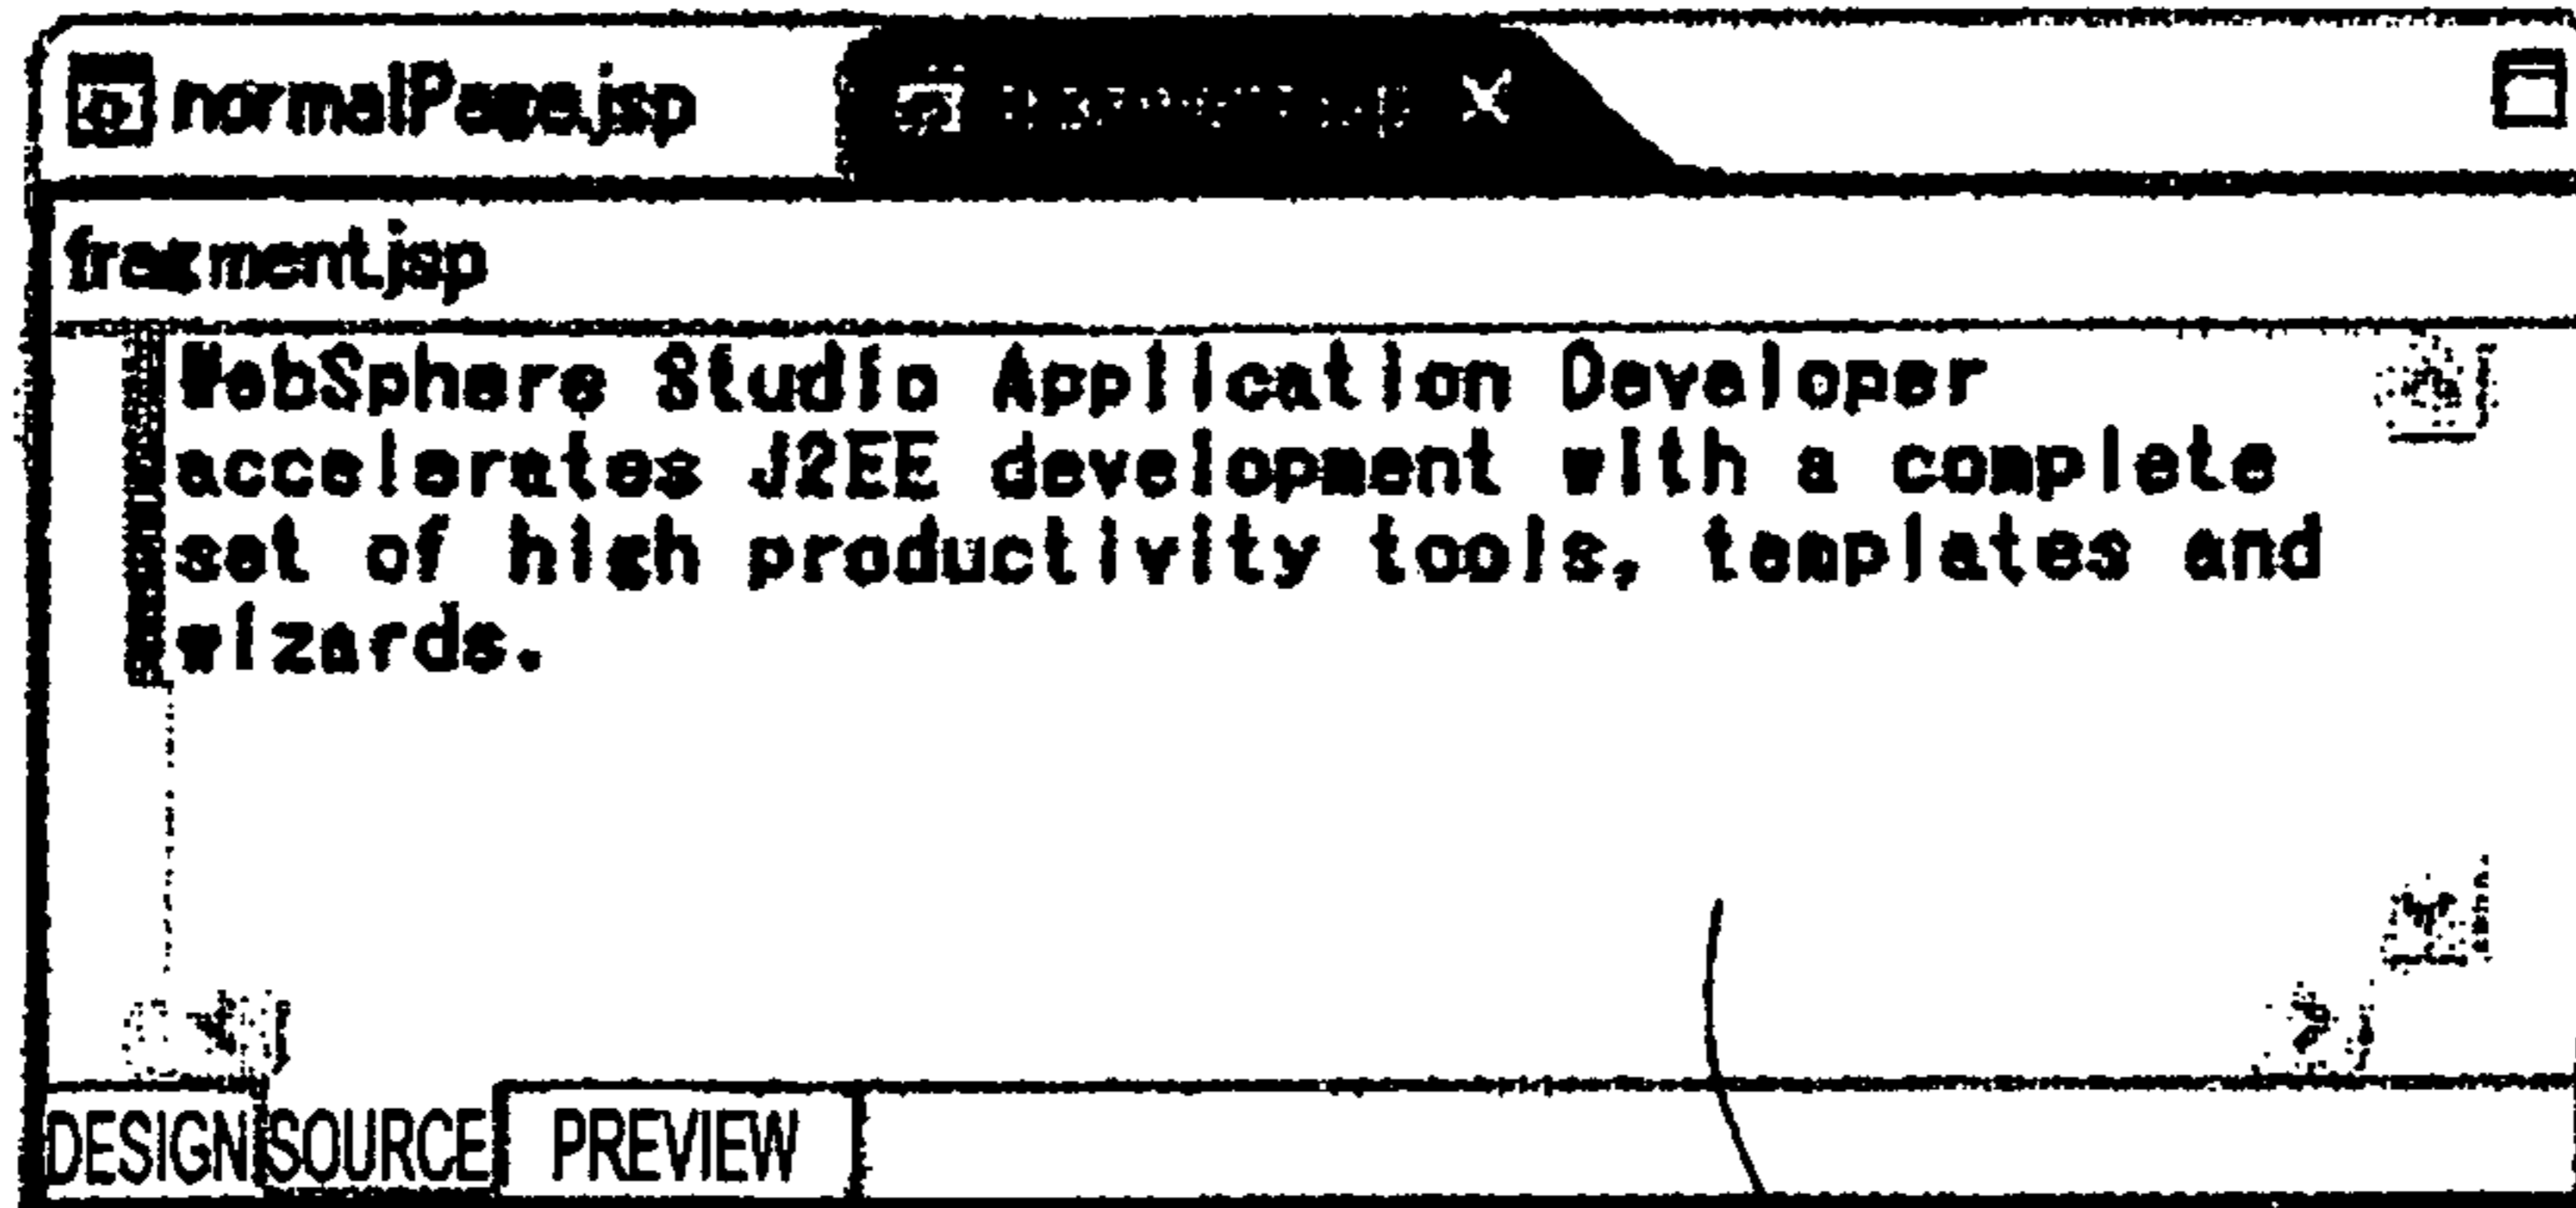 normalPage.jsp
fragment.jsp
WebSphere Studio Application Developer
accelerates J2EE development with a complete
set of high productivity tools, templates and
wizards.
DESIGN SOURCE PREVIEW